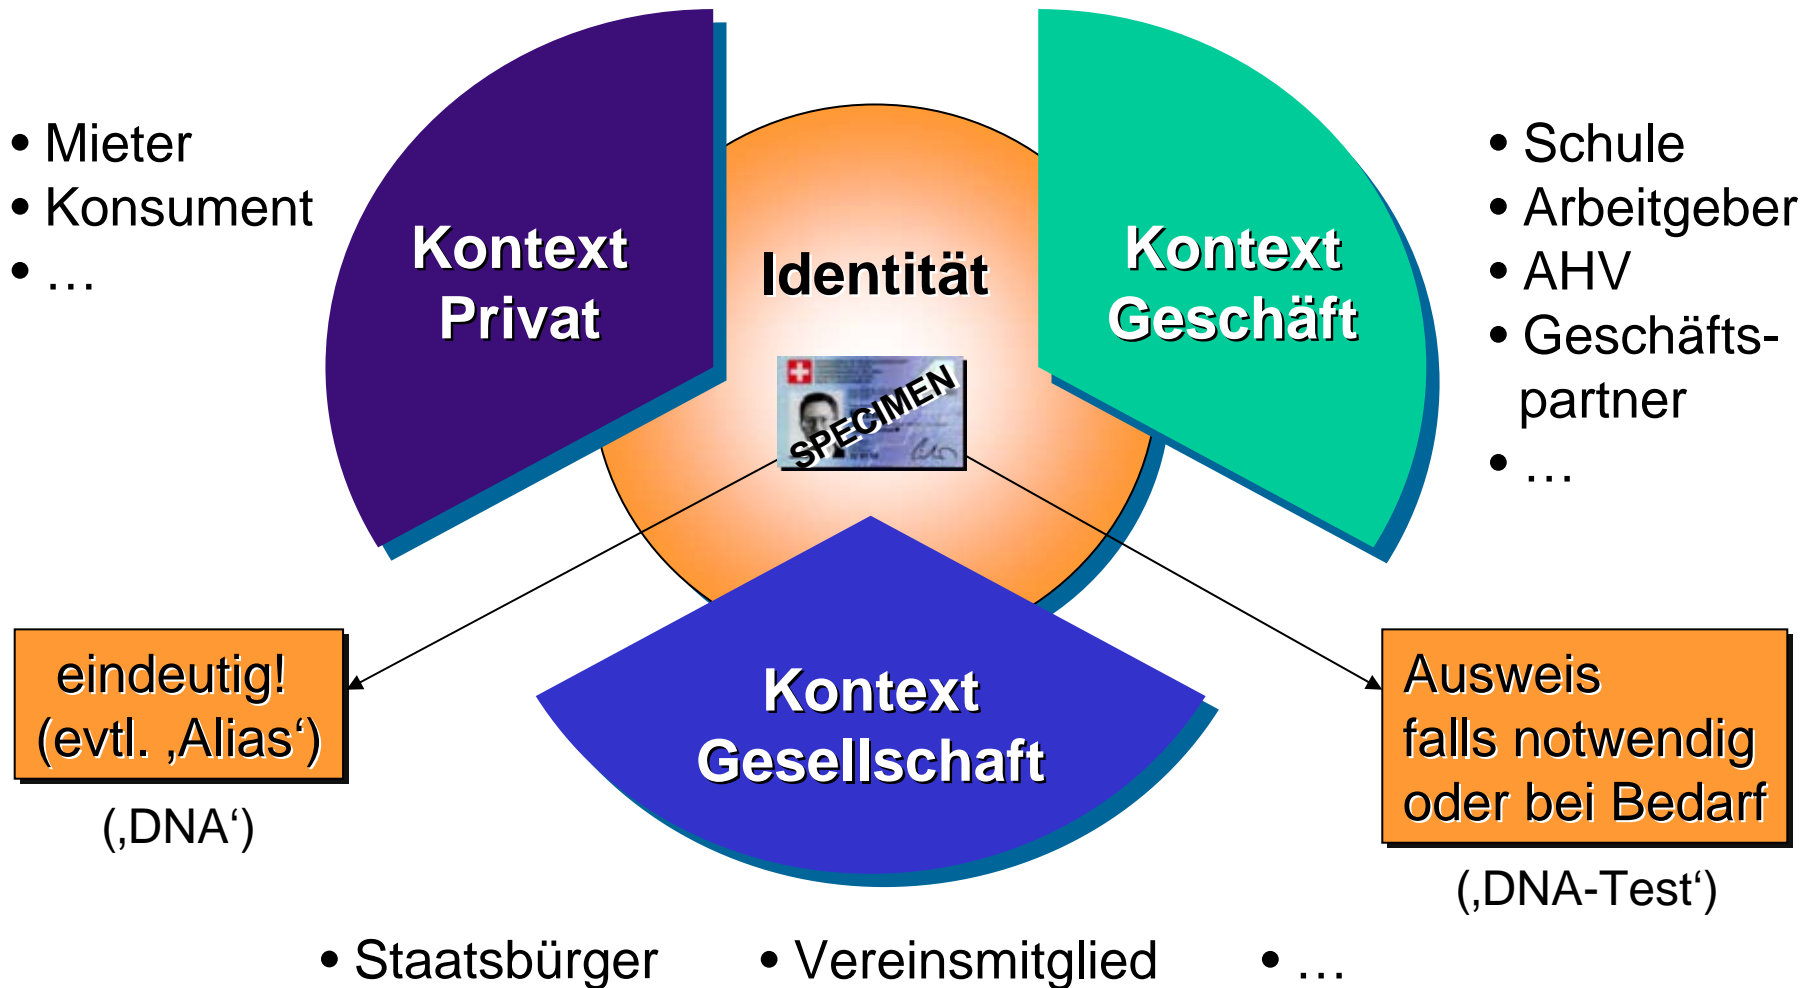 • Mieter
• Konsument
• …
Kontext
Privat
Identität
SPECIMEN
Kontext
Geschäft
• Schule
• Arbeitgeber
• AHV
• Geschäfts-
partner
• …
eindeutig!
(evtl. ‚Alias‘)
(‚DNA‘)
Kontext
Gesellschaft
Ausweis
falls notwendig
oder bei Bedarf
(‚DNA-Test‘)
• Staatsbürger • Vereinsmitglied • …